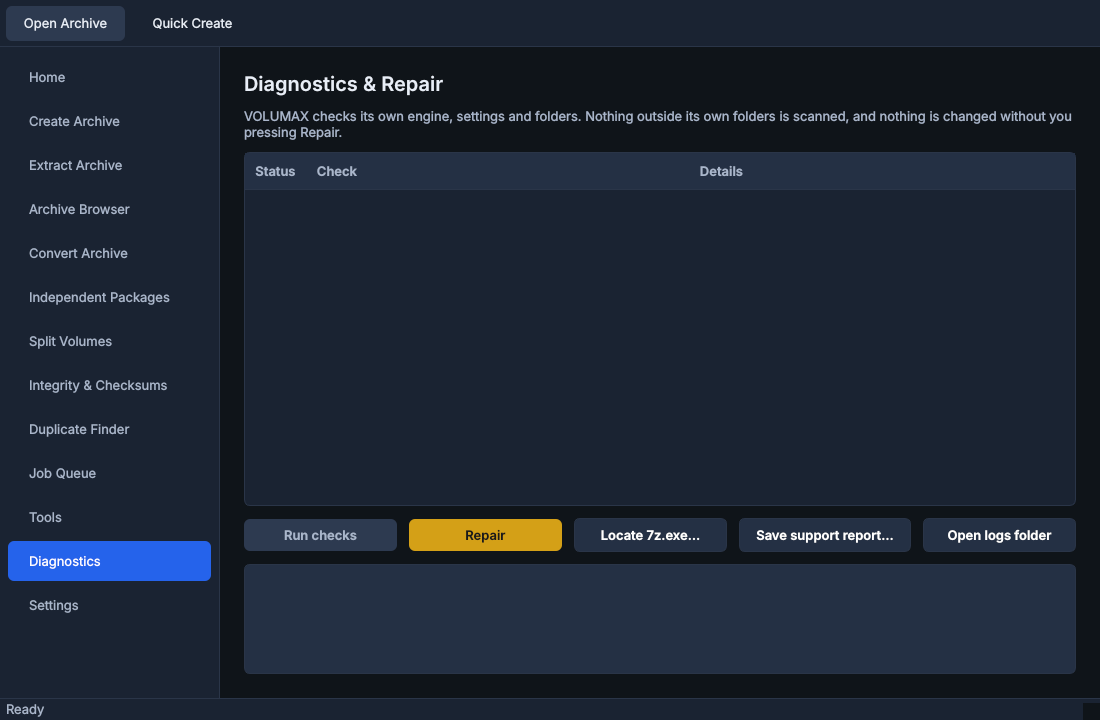 Open Archive
Quick Create
Home
Create Archive
Extract Archive
Archive Browser
Convert Archive
Independent Packages
Split Volumes
Integrity & Checksums
Duplicate Finder
Job Queue
Tools
Diagnostics
Settings
Diagnostics & Repair
VOLUMAX checks its own engine, settings and folders. Nothing outside its own folders is scanned, and nothing is changed without you
pressing Repair.
Status Check Details
Run checks
Repair
Locate 7z.exe...
Save support report...
Open logs folder
Ready